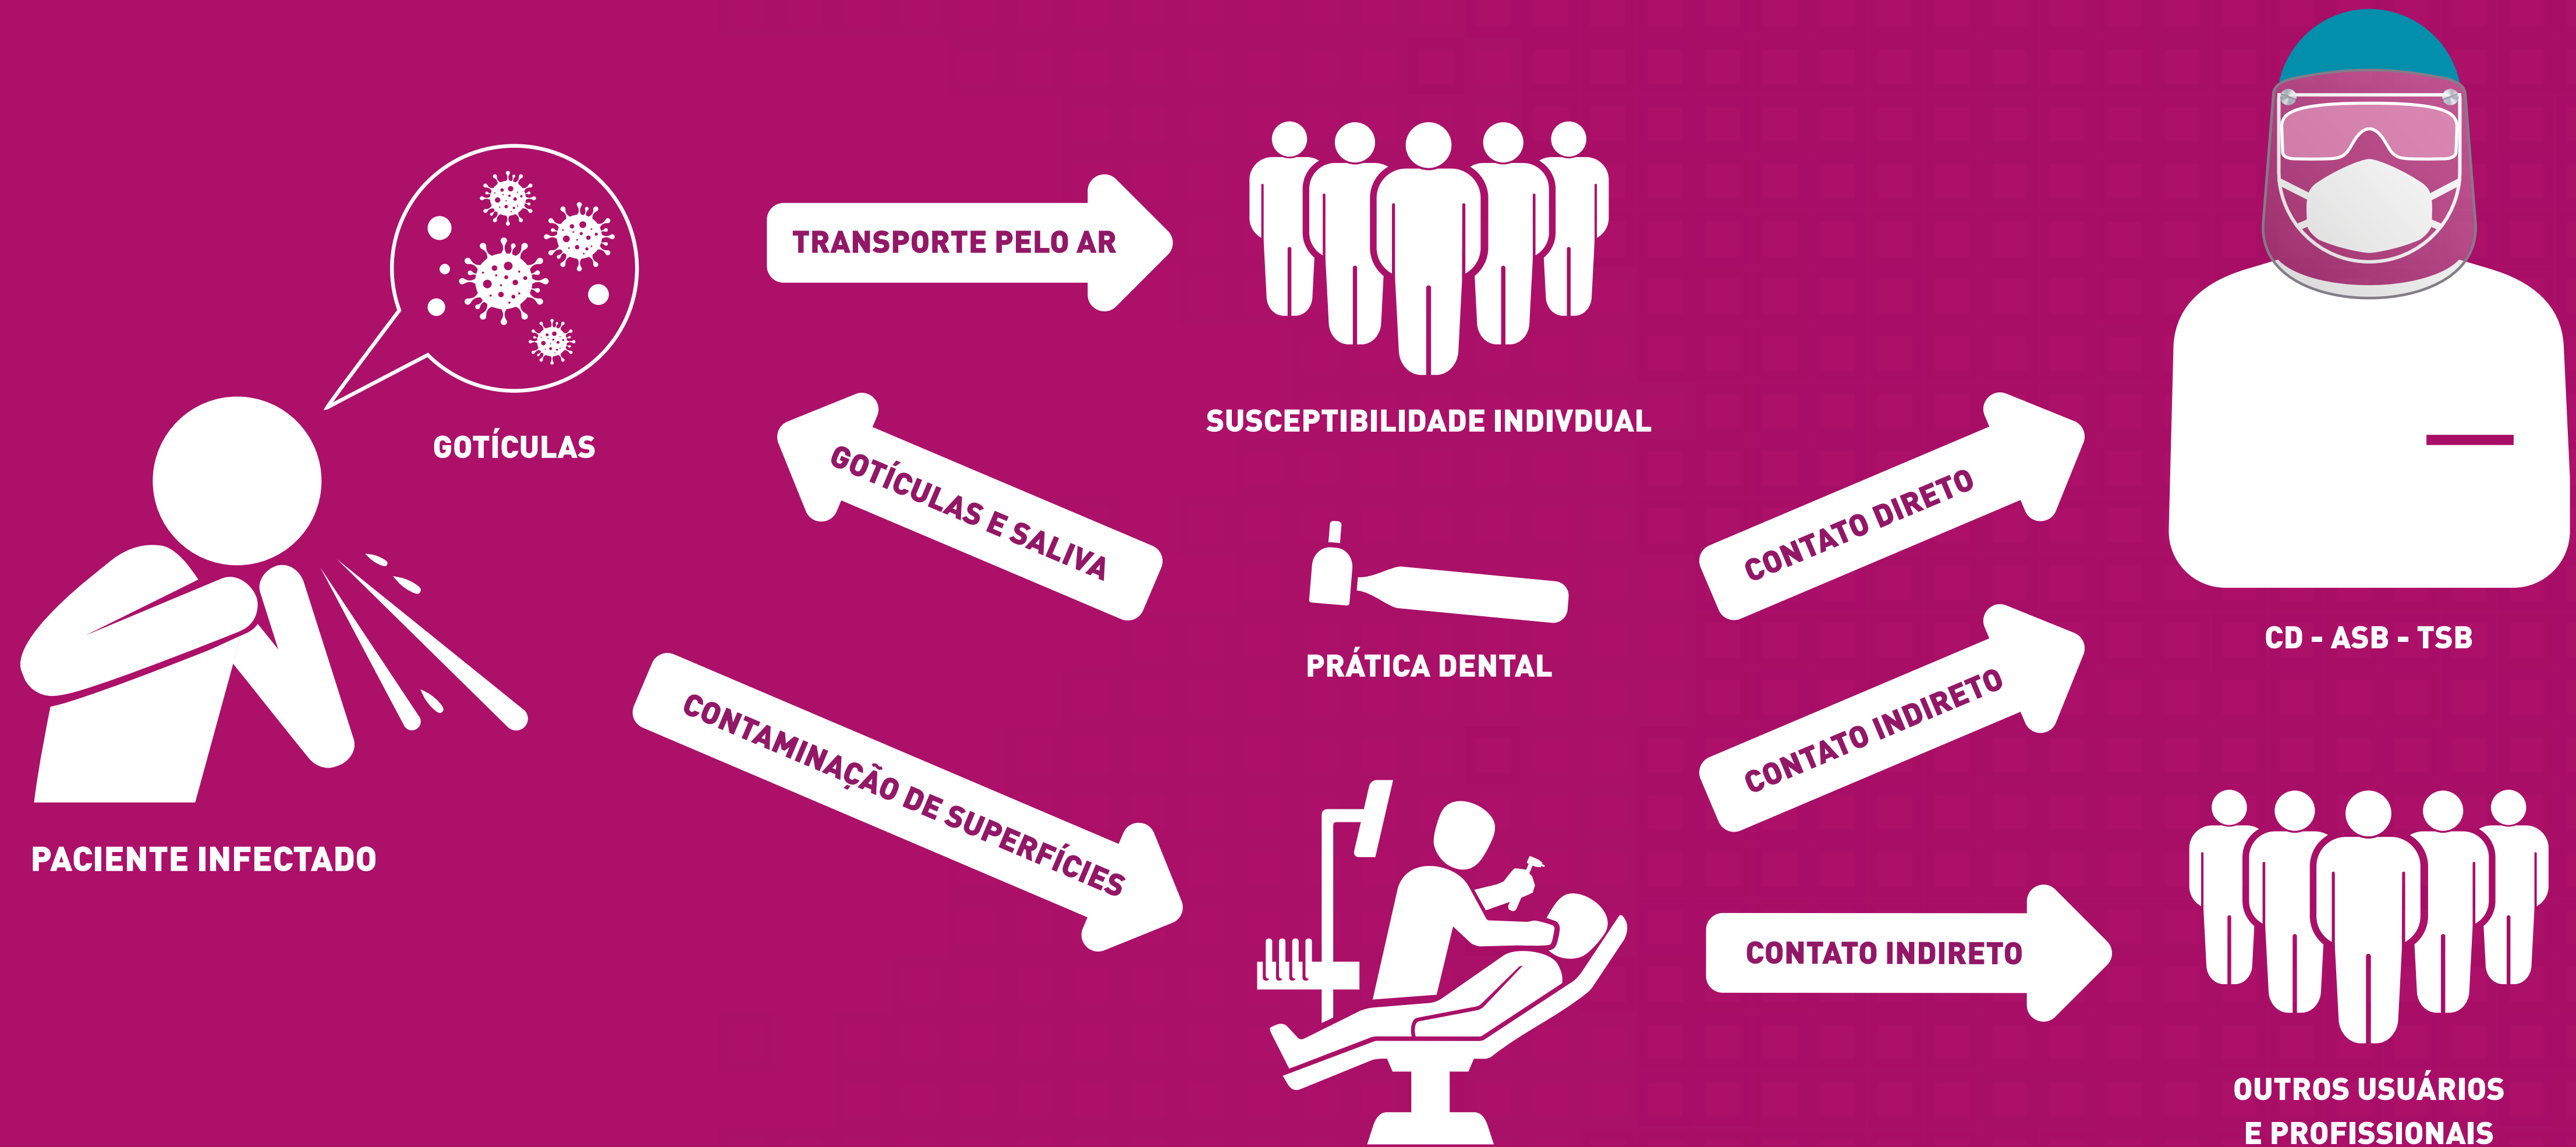 TRANSPORTE PELO AR
SUSCEPTIBILIDADE INDIVDUAL
GOTÍCULAS
GOTÍCULAS E SALIVA
CONTATO DIRETO
PRÁTICA DENTAL
CD - ASB - TSB
CONTAMINAÇÃO DE SUPERFÍCIES
CONTATO INDIRETO
PACIENTE INFECTADO
CONTATO INDIRETO
OUTROS USUÁRIOS
E PROFISSIONAIS